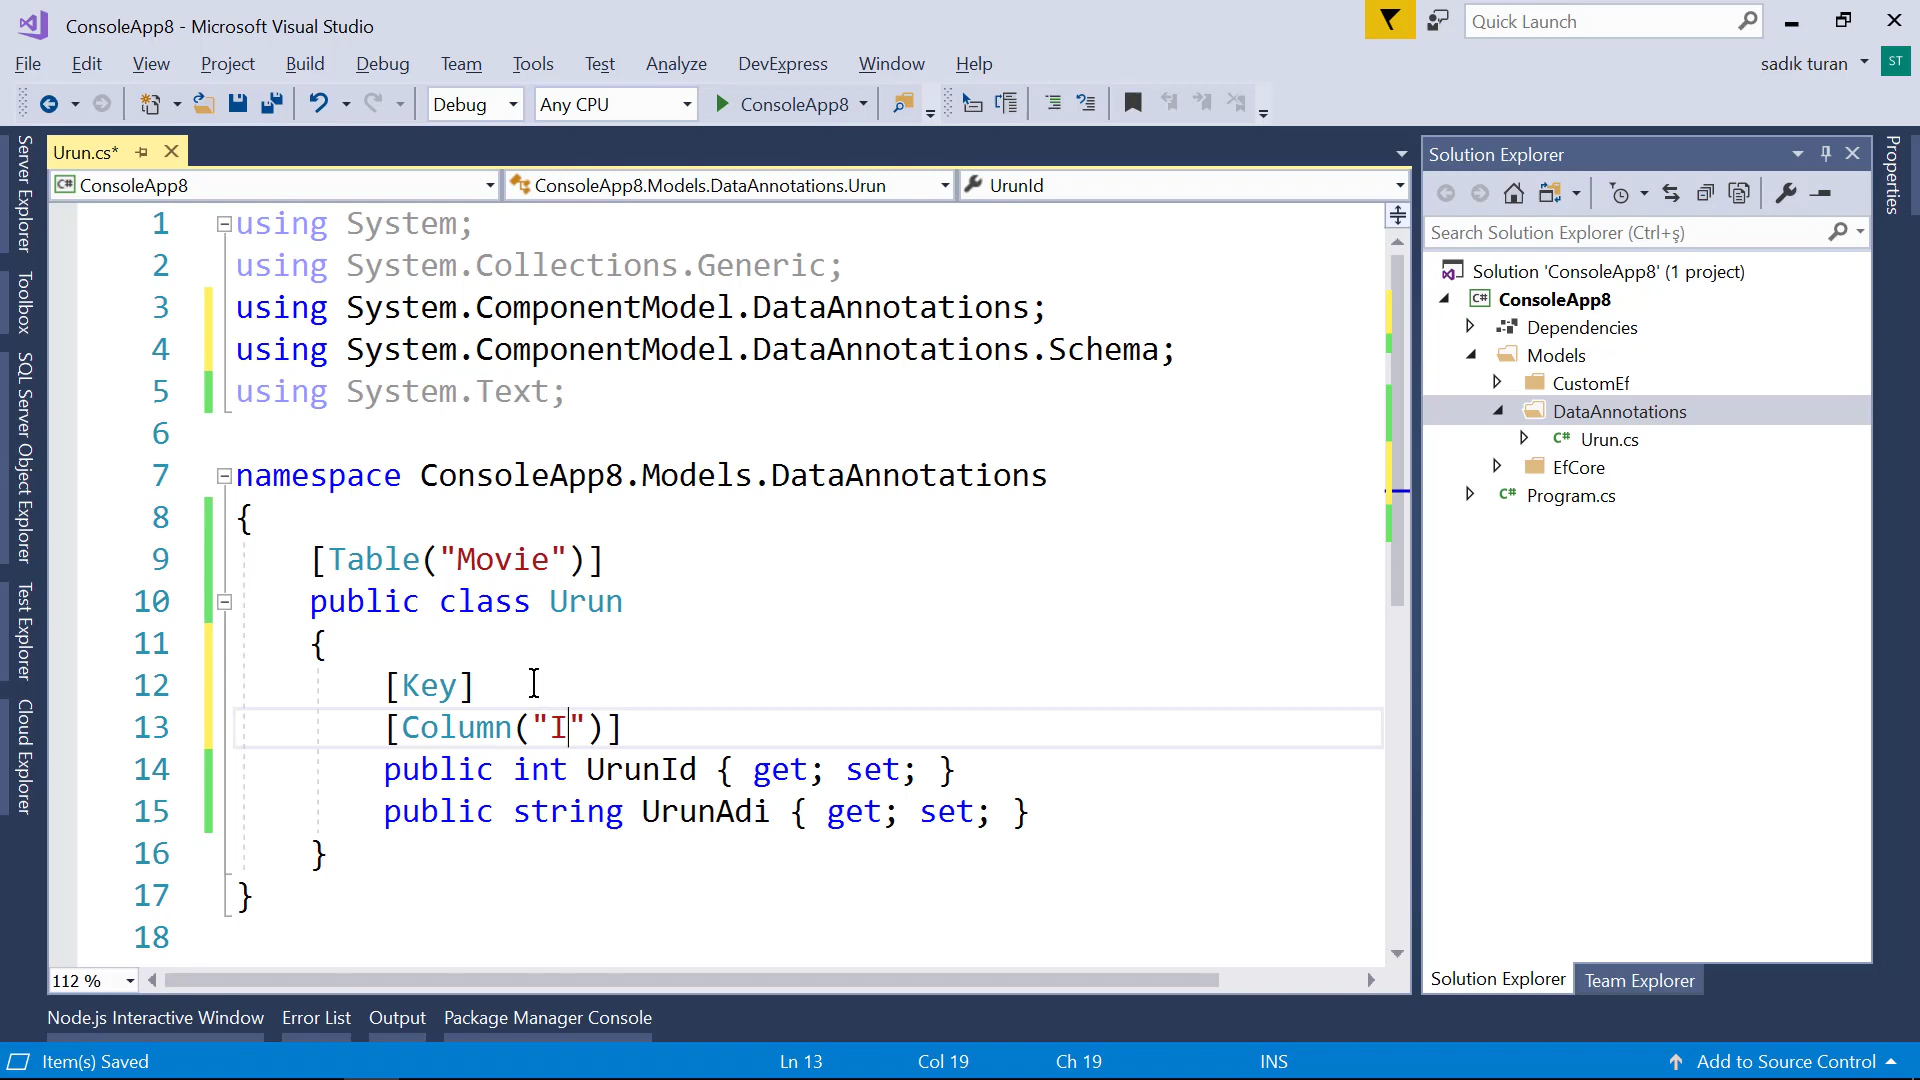 ConsoleApp8 - Microsoft Visual Studio
Quick Launch
File Edit View Project Build Debug Team Tools Test Analyze DevExpress Window Help
sadık turan
ST
Debug Any CPU ConsoleApp8
Server Explorer
Toolbox
SQL Server Object Explorer
Test Explorer
Cloud Explorer
Urun.cs*
ConsoleApp8
ConsoleApp8.Models.DataAnnotations.Urun
UrunId
1 using System;
2 using System.Collections.Generic;
3 using System.ComponentModel.DataAnnotations;
4 using System.ComponentModel.DataAnnotations.Schema;
5 using System.Text;
6
7 namespace ConsoleApp8.Models.DataAnnotations
8 {
9 [Table("Movie")]
10 public class Urun
11 {
12 [Key]
13 [Column("I")]
14 public int UrunId { get; set; }
15 public string UrunAdi { get; set; }
16 }
17 }
18
112 %
Solution Explorer
Search Solution Explorer (Ctrl+ş)
Solution 'ConsoleApp8' (1 project)
ConsoleApp8
Dependencies
Models
CustomEf
DataAnnotations
C# Urun.cs
EfCore
C# Program.cs
Solution Explorer Team Explorer
Properties
Node.js Interactive Window Error List Output Package Manager Console
Item(s) Saved Ln 13 Col 19 Ch 19 INS Add to Source Control